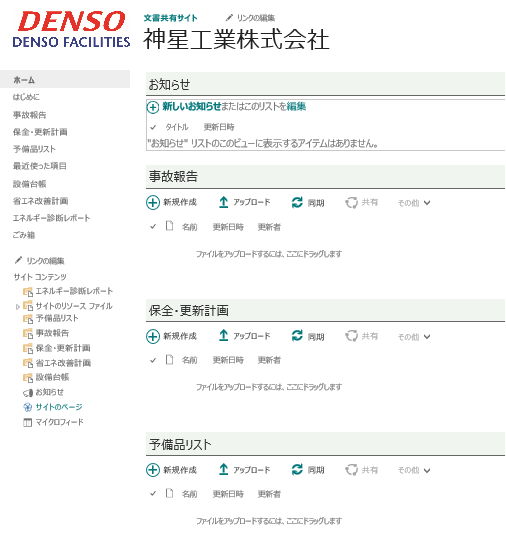 DENSO
DENSO FACILITIES
文書共有サイト リンクの編集
神星工業株式会社
ホーム
はじめに
事故報告
保全・更新計画
予備品リスト
最近使った項目
設備台帳
省エネ改善計画
エネルギー診断レポート
ごみ箱
リンクの編集
サイト コンテンツ
エネルギー診断レポート
サイトのリソース ファイル
予備品リスト
事故報告
保全・更新計画
省エネ改善計画
設備台帳
お知らせ
サイトのページ
マイクロフィード
お知らせ
新しいお知らせまたはこのリストを編集
タイトル 更新日時
"お知らせ" リストのこのビューに表示するアイテムはありません。
事故報告
新規作成 アップロード 同期 共有 その他
名前 更新日時 更新者
ファイルをアップロードするには、ここにドラッグします
保全・更新計画
新規作成 アップロード 同期 共有 その他
名前 更新日時 更新者
ファイルをアップロードするには、ここにドラッグします
予備品リスト
新規作成 アップロード 同期 共有 その他
名前 更新日時 更新者
ファイルをアップロードするには、ここにドラッグします